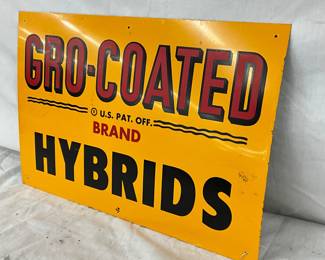 GRO-COATED
® U.S. PAT. OFF.
BRAND
HYBRIDS